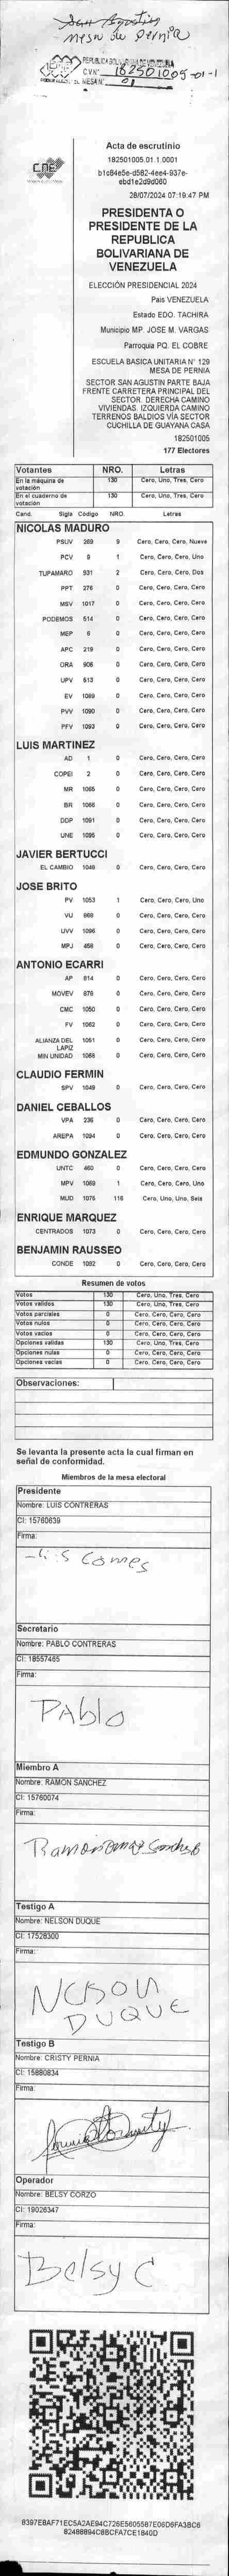 San Agustin
mesa de Pernia
CNE
REPUBLICA BOLIVARIANA DE VENEZUELA
CVN° 182501005-01-1
MESA N° 01
CNE
Acta de escrutinio
182501005.01.1.0001
b1c84e5e-d582-4ee4-937e-
ebd1e2d9d060
28/07/2024 07:19:47 PM
PRESIDENTA O
PRESIDENTE DE LA
REPUBLICA
BOLIVARIANA DE
VENEZUELA
ELECCIÓN PRESIDENCIAL 2024
Pais VENEZUELA
Estado EDO. TACHIRA
Municipio MP. JOSE M. VARGAS
Parroquia PQ. EL COBRE
ESCUELA BASICA UNITARIA N° 129
MESA DE PERNIA
SECTOR SAN AGUSTIN PARTE BAJA
FRENTE CARRETERA PRINCIPAL DEL
SECTOR. DERECHA CAMINO
VIVIENDAS. IZQUIERDA CAMINO
TERRENOS BALDIOS VIA SECTOR
CUCHILLA DE GUAYANA CASA
182501005
177 Electores
Votantes NRO. Letras
En la máquina de votación 130 Cero, Uno, Tres, Cero
En el cuaderno de votación 130 Cero, Uno, Tres, Cero
Cand. Sigla Código NRO. Letras
NICOLAS MADURO
PSUV 269 9 Cero, Cero, Cero, Nueve
PCV 9 1 Cero, Cero, Cero, Uno
TUPAMARO 931 2 Cero, Cero, Cero, Dos
PPT 276 0 Cero, Cero, Cero, Cero
MSV 1017 0 Cero, Cero, Cero, Cero
PODEMOS 514 0 Cero, Cero, Cero, Cero
MEP 6 0 Cero, Cero, Cero, Cero
APC 219 0 Cero, Cero, Cero, Cero
ORA 906 0 Cero, Cero, Cero, Cero
UPV 613 0 Cero, Cero, Cero, Cero
EV 1089 0 Cero, Cero, Cero, Cero
PVV 1090 0 Cero, Cero, Cero, Cero
PFV 1093 0 Cero, Cero, Cero, Cero
LUIS MARTINEZ
AD 1 0 Cero, Cero, Cero, Cero
COPEI 2 0 Cero, Cero, Cero, Cero
MR 1055 0 Cero, Cero, Cero, Cero
BR 1066 0 Cero, Cero, Cero, Cero
DDP 1091 0 Cero, Cero, Cero, Cero
UNE 1095 0 Cero, Cero, Cero, Cero
JAVIER BERTUCCI
EL CAMBIO 1046 0 Cero, Cero, Cero, Cero
JOSE BRITO
PV 1053 1 Cero, Cero, Cero, Uno
VU 969 0 Cero, Cero, Cero, Cero
UVV 1096 0 Cero, Cero, Cero, Cero
MPJ 458 0 Cero, Cero, Cero, Cero
ANTONIO ECARRI
AP 814 0 Cero, Cero, Cero, Cero
MOVEV 979 0 Cero, Cero, Cero, Cero
CMC 1050 0 Cero, Cero, Cero, Cero
FV 1062 0 Cero, Cero, Cero, Cero
ALIANZA DEL LAPIZ 1051 0 Cero, Cero, Cero, Cero
MIN UNIDAD 1068 0 Cero, Cero, Cero, Cero
CLAUDIO FERMIN
SPV 1049 0 Cero, Cero, Cero, Cero
DANIEL CEBALLOS
VPA 236 0 Cero, Cero, Cero, Cero
AREPA 1094 0 Cero, Cero, Cero, Cero
EDMUNDO GONZALEZ
UNTC 460 0 Cero, Cero, Cero, Cero
MPV 1069 1 Cero, Cero, Cero, Uno
MUD 1075 116 Cero, Uno, Uno, Seis
ENRIQUE MARQUEZ
CENTRADOS 1073 0 Cero, Cero, Cero, Cero
BENJAMIN RAUSSEO
CONDE 1092 0 Cero, Cero, Cero, Cero
Resumen de votos
Votos 130 Cero, Uno, Tres, Cero
Votos validos 130 Cero, Uno, Tres, Cero
Votos parciales 0 Cero, Cero, Cero, Cero
Votos nulos 0 Cero, Cero, Cero, Cero
Votos vacios 0 Cero, Cero, Cero, Cero
Opciones validas 130 Cero, Uno, Tres, Cero
Opciones nulas 0 Cero, Cero, Cero, Cero
Opciones vacias 0 Cero, Cero, Cero, Cero
Observaciones:
Se levanta la presente acta la cual firman en
señal de conformidad.
Miembros de la mesa electoral
Presidente
Nombre: LUIS CONTRERAS
CI: 15760639
Firma:
Secretario
Nombre: PABLO CONTRERAS
CI: 18557465
Firma:
PAblo
Miembro A
Nombre: RAMON SANCHEZ
CI: 15760074
Firma:
Ramon Omar Sanchez
Testigo A
Nombre: NELSON DUQUE
CI: 17528300
Firma:
NELSON
DUQUE
Testigo B
Nombre: CRISTY PERNIA
CI: 15880834
Firma:
Operador
Nombre: BELSY CORZO
CI: 19026347
Firma:
Belsy C
8397EBAF71EC5A2AE94C725E5605587E06D6FA3BC6
82488894C8BCFA7CE1840D